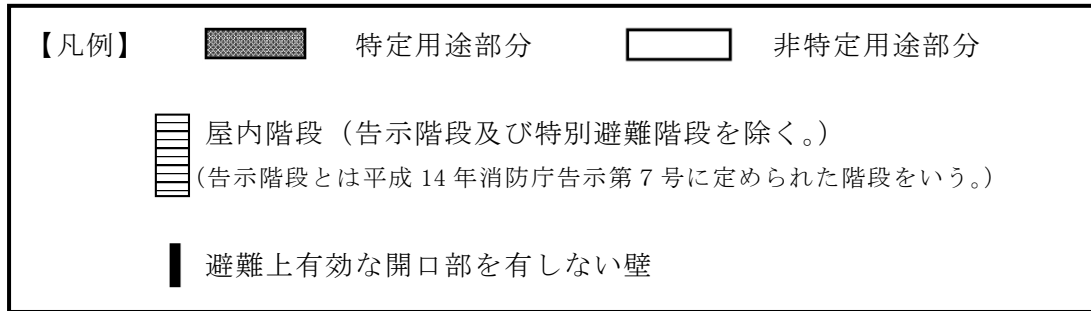 【凡例】 特定用途部分 非特定用途部分
屋内階段（告示階段及び特別避難階段を除く。）
(告示階段とは平成 14 年消防庁告示第 7 号に定められた階段をいう。)
避難上有効な開口部を有しない壁